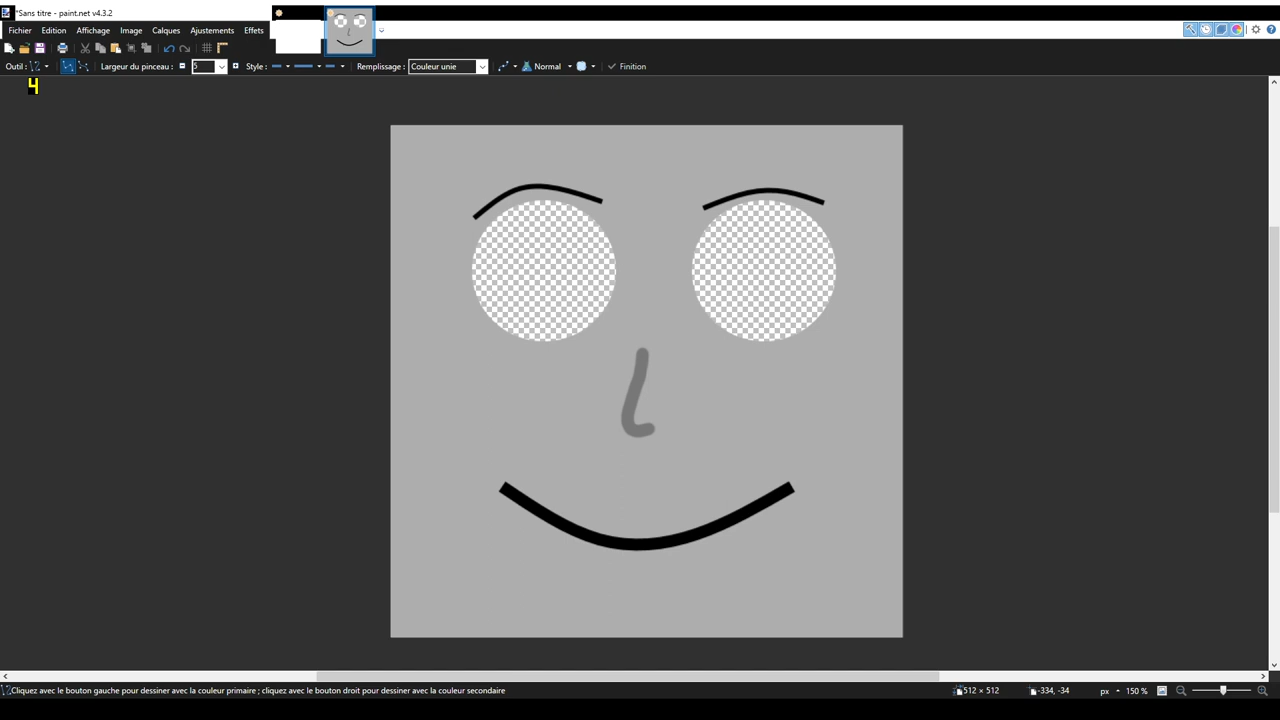 *Sans titre - paint.net v4.3.2
Fichier Edition Affichage Image Calques Ajustements Effets
Outil : Largeur du pinceau : 5 Style : Remplissage : Couleur unie Normal Finition
4
Cliquez avec le bouton gauche pour dessiner avec la couleur primaire ; cliquez avec le bouton droit pour dessiner avec la couleur secondaire 512 × 512 -334, -34 px 150 %